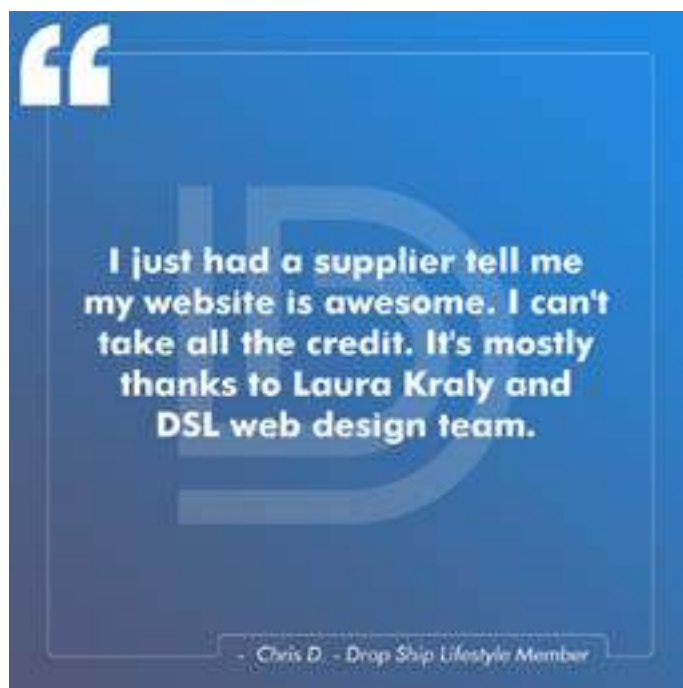 I just had a supplier tell me
my website is awesome. I can't
take all the credit. It's mostly
thanks to Laura Kraly and
DSL web design team.
- Chris D. - Drop Ship Lifestyle Member